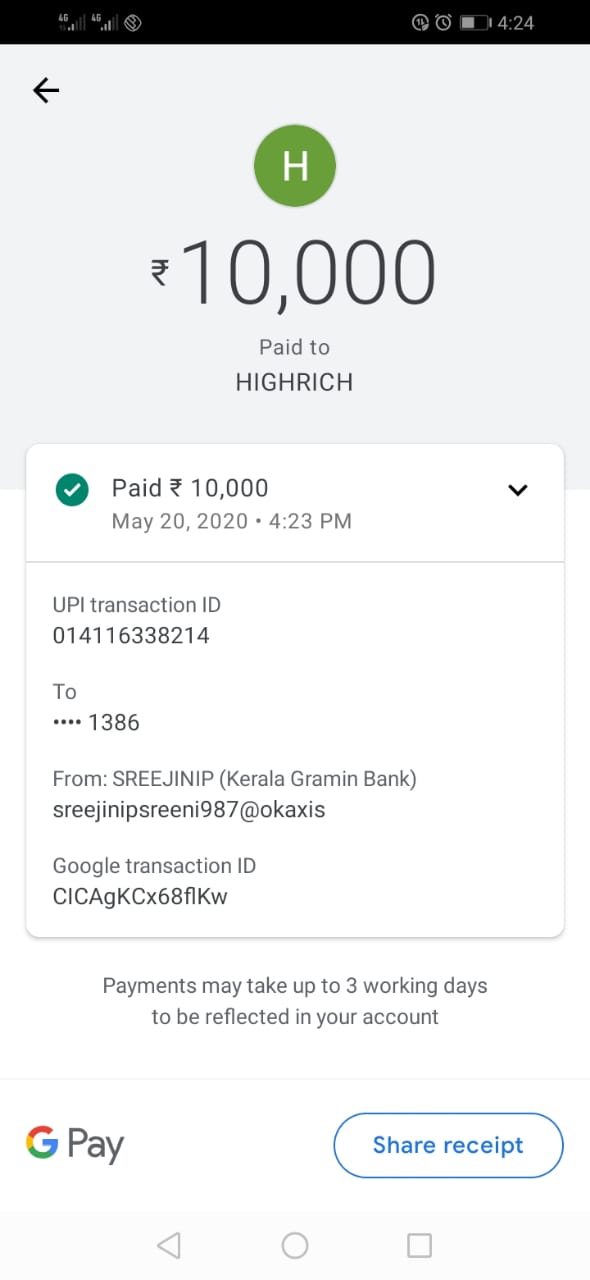 4G 4G 4:24
H
₹10,000
Paid to
HIGHRICH
Paid ₹ 10,000
May 20, 2020 • 4:23 PM
UPI transaction ID
014116338214
To
•••• 1386
From: SREEJINIP (Kerala Gramin Bank)
sreejinipsreeni987@okaxis
Google transaction ID
CICAgKCx68flKw
Payments may take up to 3 working days
to be reflected in your account
G Pay
Share receipt